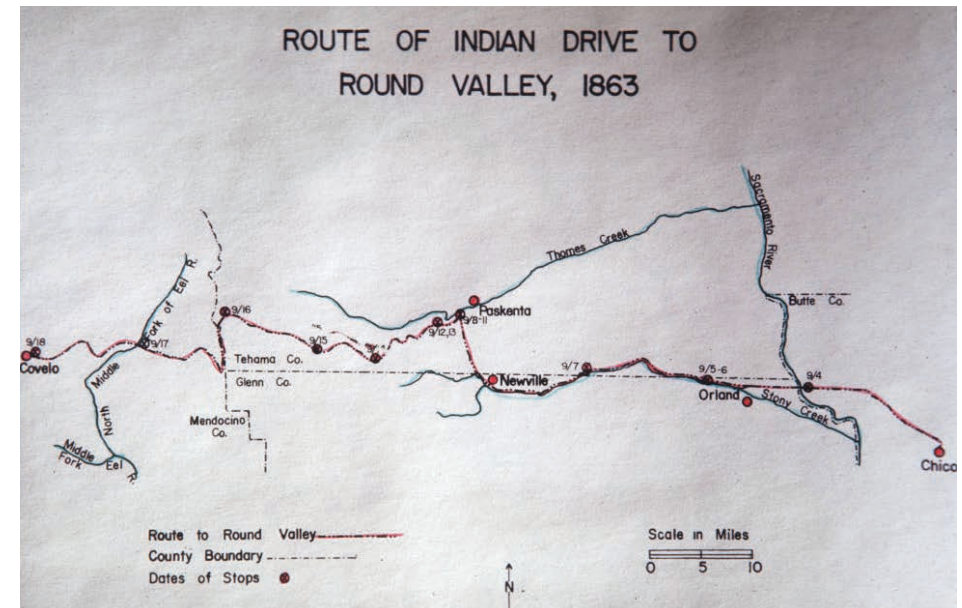 ROUTE OF INDIAN DRIVE TO
ROUND VALLEY, 1863
Sacramento River
Thomes Creek
Butte Co.
Fork of Eel R.
9/16
Paskenta
9/8-11
9/12,13
9/18
9/17
9/15
Covelo
Tehama Co.
Glenn Co.
9/7
9/5-6
9/4
Middle
Newville
Orland
Stony Creek
Mendocino
Co.
North
Middle
Fork
Eel
R.
Chico
Route to Round Valley
County Boundary
Dates of Stops
Scale in Miles
0 5 10
N